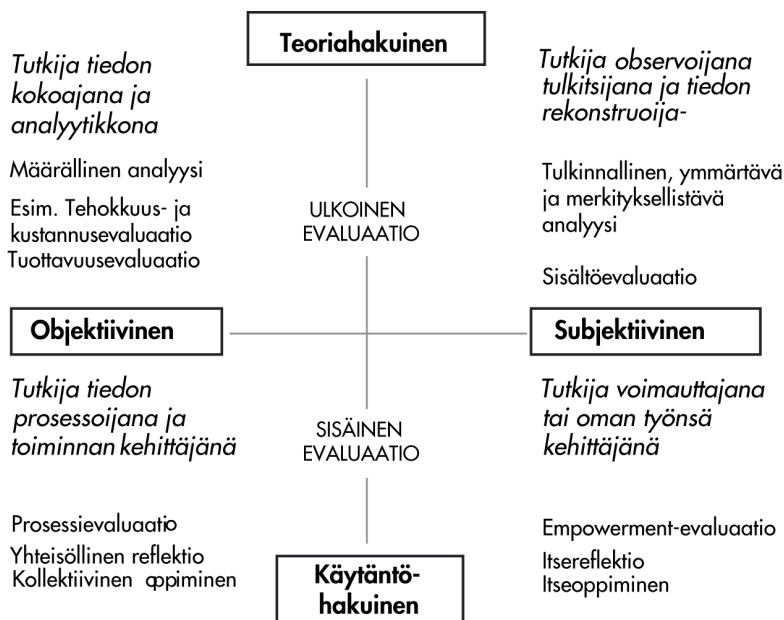 Teoriahakuinen
Tutkija tiedon
kokoajana ja
analyytikkona
Määrällinen analyysi
Esim. Tehokkuus- ja
kustannusevaluaatio
Tuottavuusevaluaatio
Tutkija observoijana
tulkitsijana ja tiedon
rekonstruoija-
Tulkinnallinen, ymmärtävä
ja merkityksellistävä
analyysi
Sisältöevaluaatio
ULKOINEN
EVALUAATIO
Objektiivinen
Subjektiivinen
Tutkija tiedon
prosessoijana ja
toiminnan kehittäjänä
Prosessievaluaatio
Yhteisöllinen reflektio
Kollektiivinen oppiminen
SISÄINEN
EVALUAATIO
Tutkija voimauttajana
tai oman työnsä
kehittäjänä
Empowerment-evaluaatio
Itsereflektio
Itseoppiminen
Käytäntö-
hakuinen